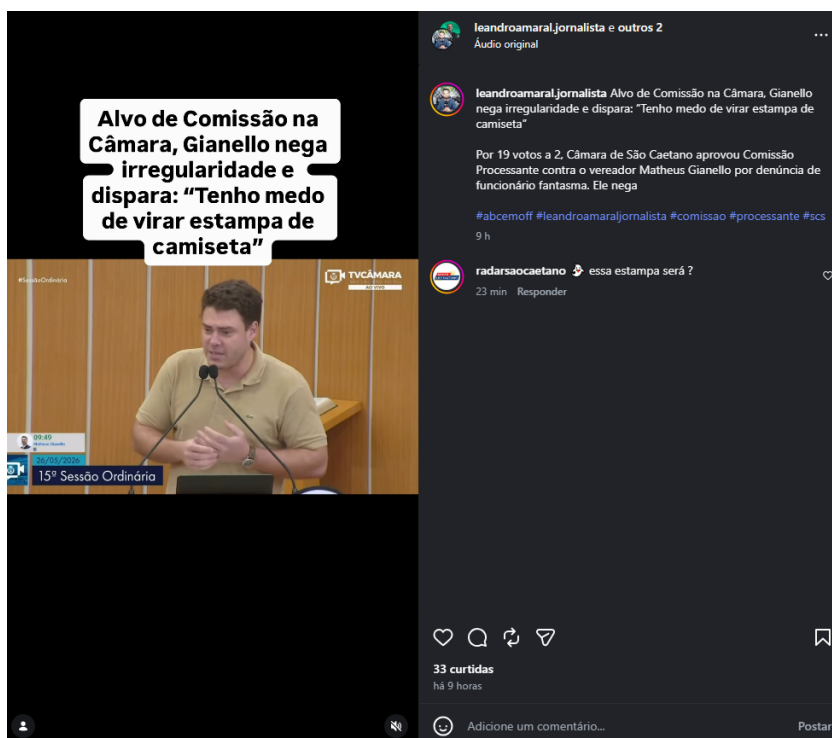 Alvo de Comissão na
Câmara, Gianello nega
irregularidade e
dispara: “Tenho medo
de virar estampa de
camiseta”
#SessãoOrdinária
TVCÂMARA
AO VIVO
09:49
Matheus Gianello
26/05/2026
15ª Sessão Ordinária
leandroamaral.jornalista e outros 2
Áudio original
leandroamaral.jornalista Alvo de Comissão na Câmara, Gianello
nega irregularidade e dispara: “Tenho medo de virar estampa de
camiseta“
Por 19 votos a 2, Câmara de São Caetano aprovou Comissão
Processante contra o vereador Matheus Gianello por denúncia de
funcionário fantasma. Ele nega
#abcemoff #leandroamaraljornalista #comissao #processante #scs
9 h
radarsaocaetano 👻 essa estampa será ?
23 min Responder
33 curtidas
há 9 horas
Adicione um comentário...
Postar